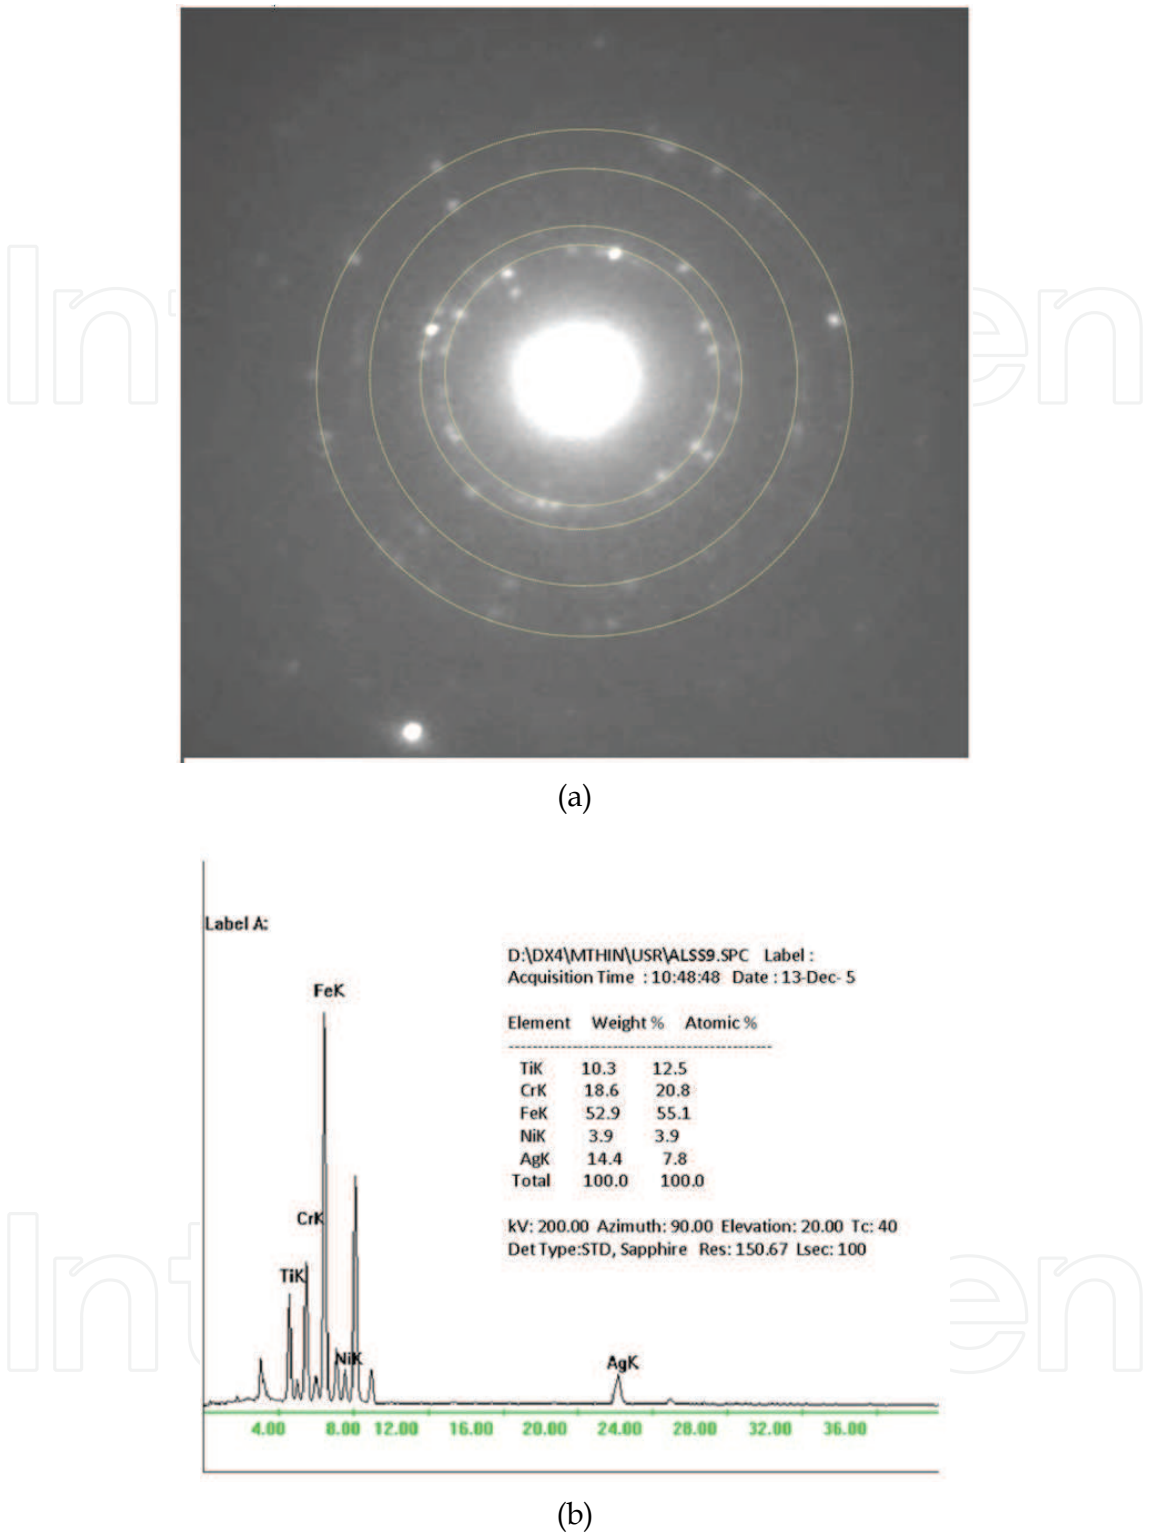 (a)
Label A:
D:\DX4\MTHIN\USR\ALSS9.SPC Label :
Acquisition Time : 10:48:48 Date : 13-Dec- 5
FeK
Element Weight % Atomic %
TiK 10.3 12.5
CrK 18.6 20.8
FeK 52.9 55.1
NiK 3.9 3.9
AgK 14.4 7.8
Total 100.0 100.0
CrK
kV: 200.00 Azimuth: 90.00 Elevation: 20.00 Tc: 40
Det Type:STD, Sapphire Res: 150.67 Lsec: 100
TiK
NiK
AgK
4.00 8.00 12.00 16.00 20.00 24.00 28.00 32.00 36.00
(b)